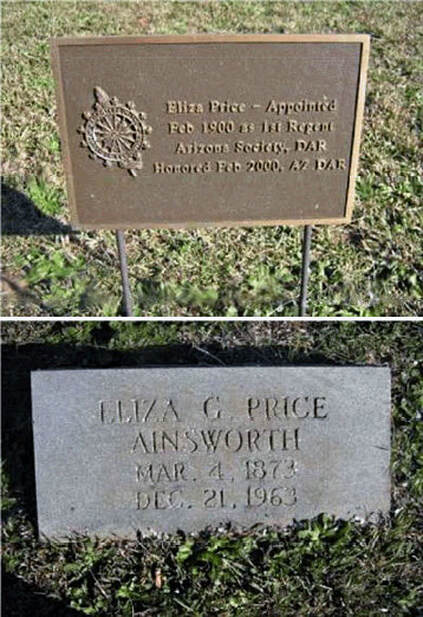 Eliza Price - Appointed
Feb 1900 as 1st Regent
Arizona Society, DAR
Honored Feb 2000, AZ DAR
ELIZA G. PRICE
AINSWORTH
MAR. 4, 1873
DEC. 21, 1963